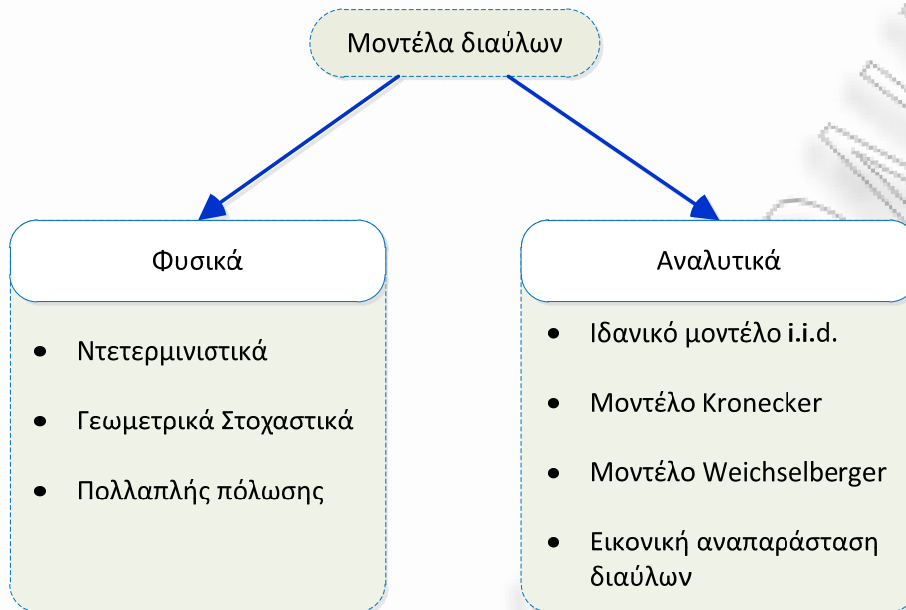 Μοντέλα διαύλων
Φυσικά
• Ντετερμινιστικά
• Γεωμετρικά Στοχαστικά
• Πολλαπλής πόλωσης
Αναλυτικά
• Ιδανικό μοντέλο i.i.d.
• Μοντέλο Kronecker
• Μοντέλο Weichselberger
• Εικονική αναπαράσταση
διαύλων